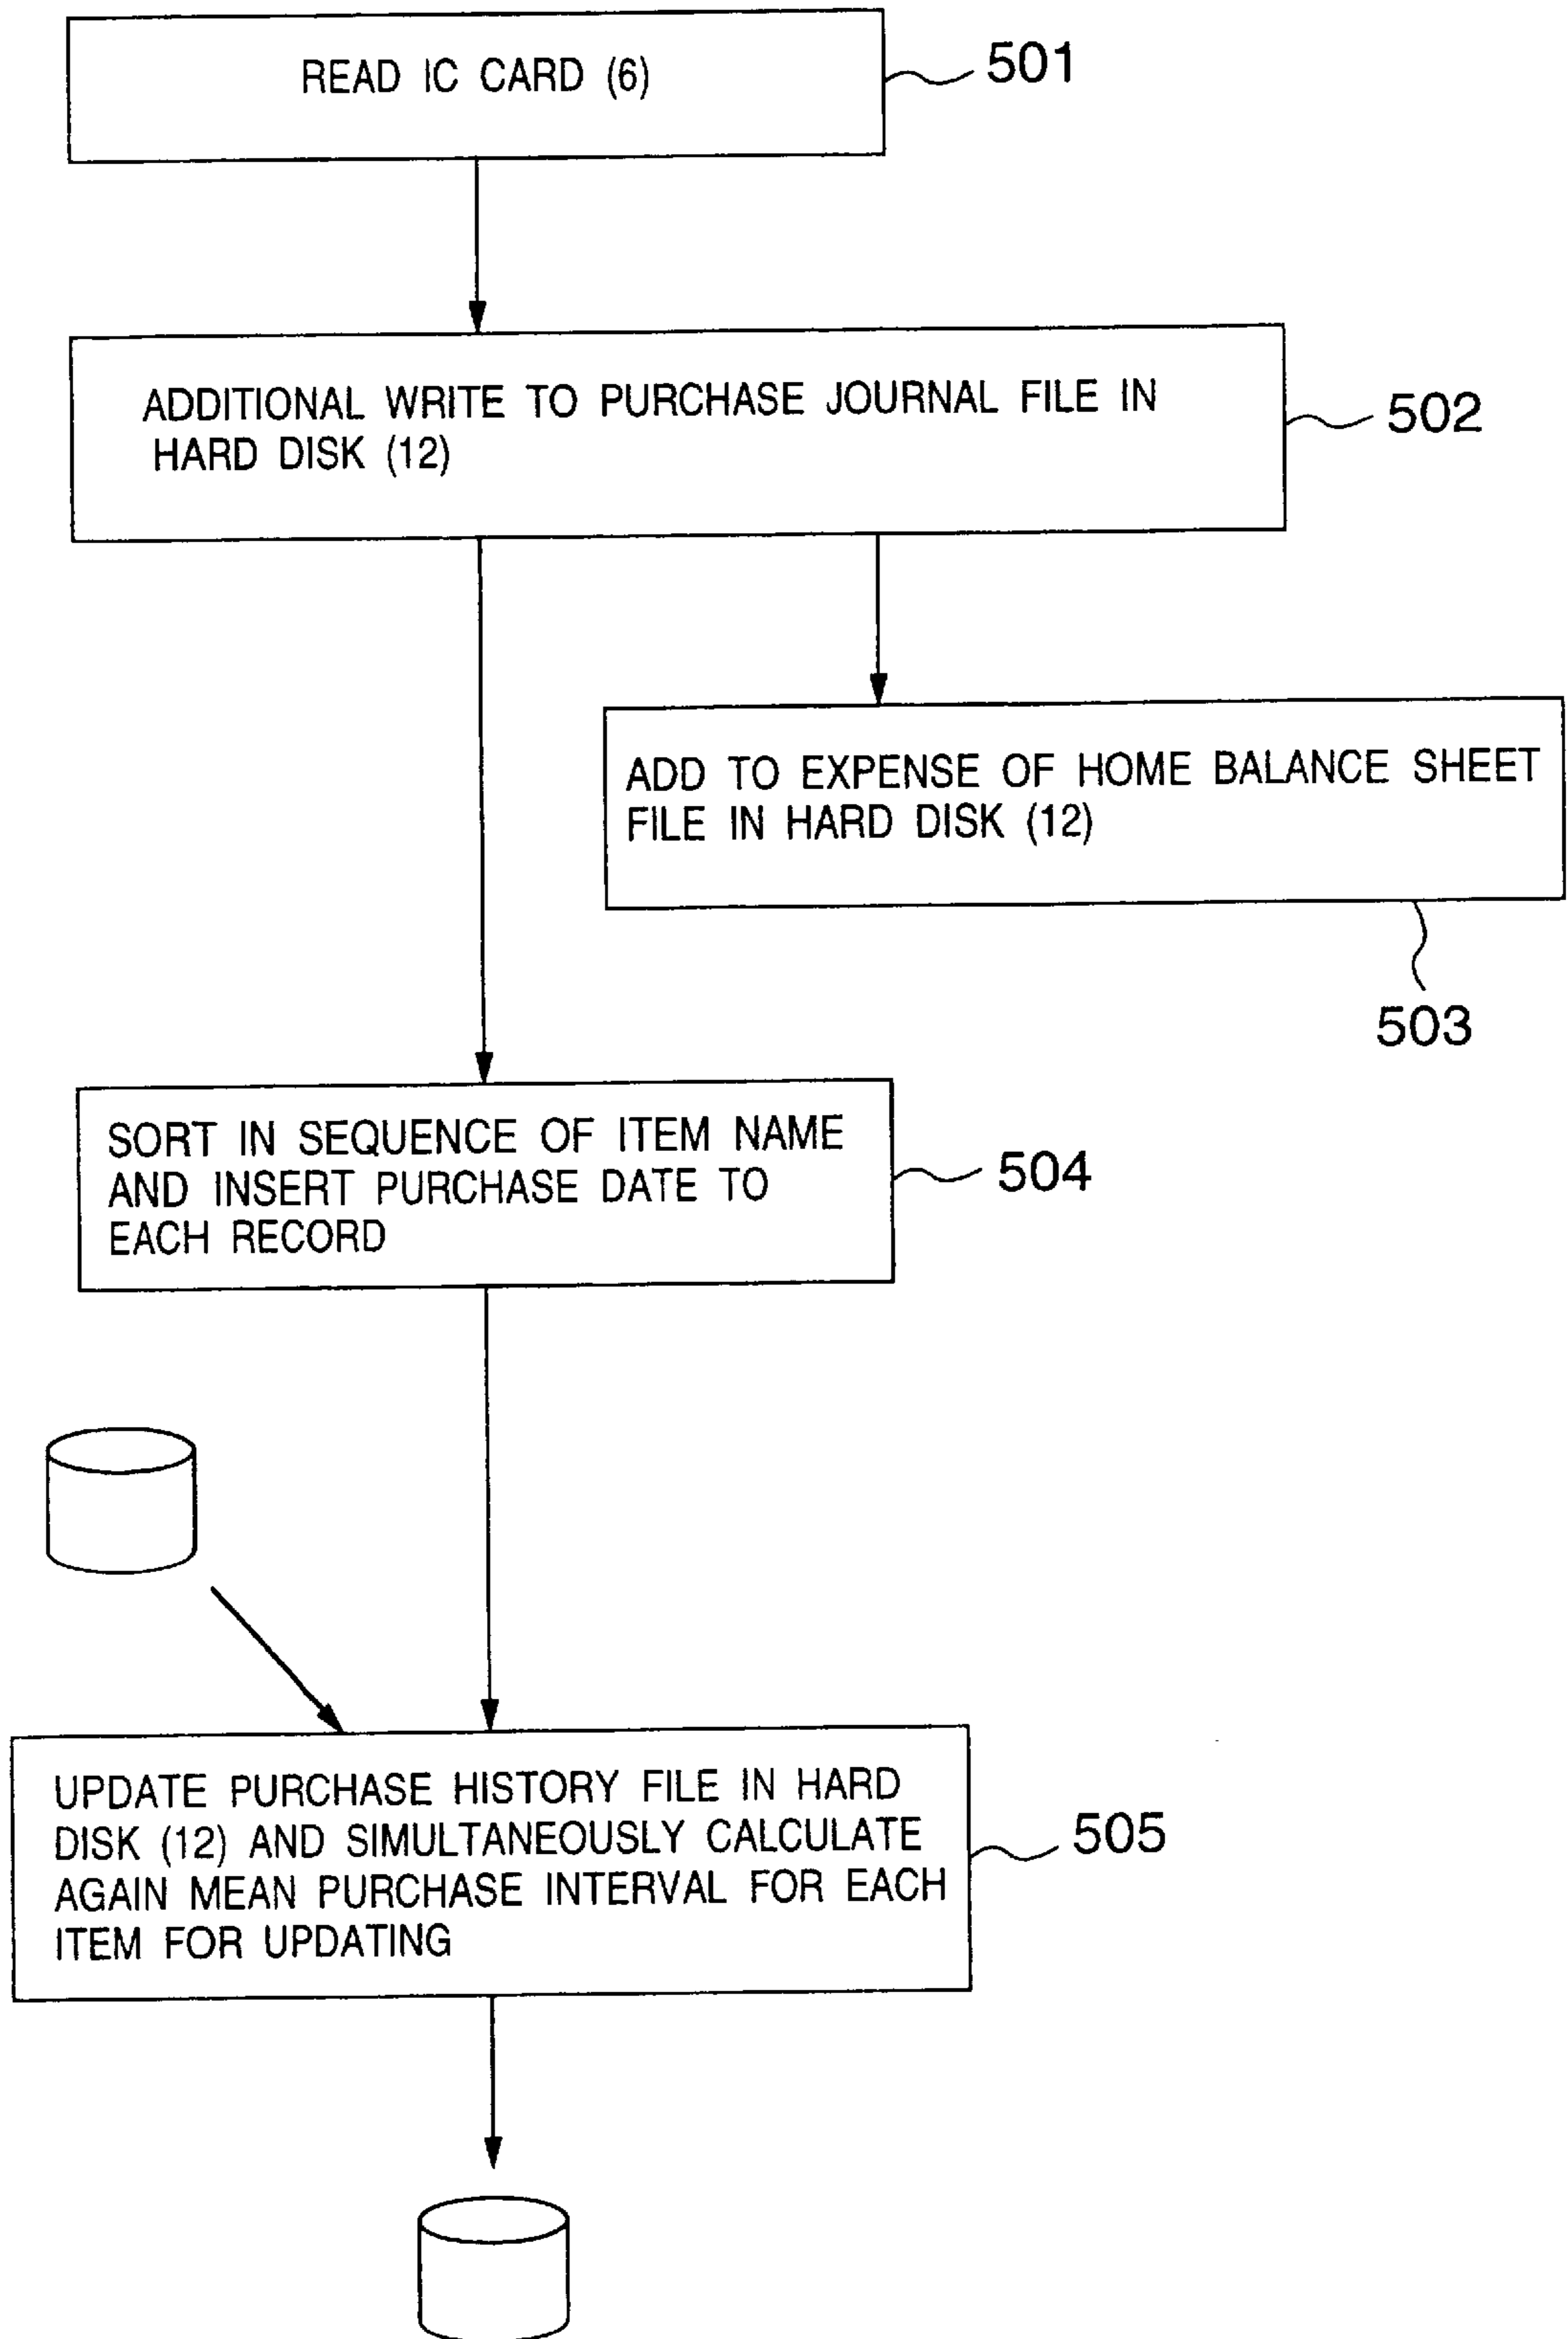 READ IC CARD (6)
501
ADDITIONAL WRITE TO PURCHASE JOURNAL FILE IN
HARD DISK (12)
502
ADD TO EXPENSE OF HOME BALANCE SHEET
FILE IN HARD DISK (12)
503
SORT IN SEQUENCE OF ITEM NAME
AND INSERT PURCHASE DATE TO
EACH RECORD
504
UPDATE PURCHASE HISTORY FILE IN HARD
DISK (12) AND SIMULTANEOUSLY CALCULATE
AGAIN MEAN PURCHASE INTERVAL FOR EACH
ITEM FOR UPDATING
505